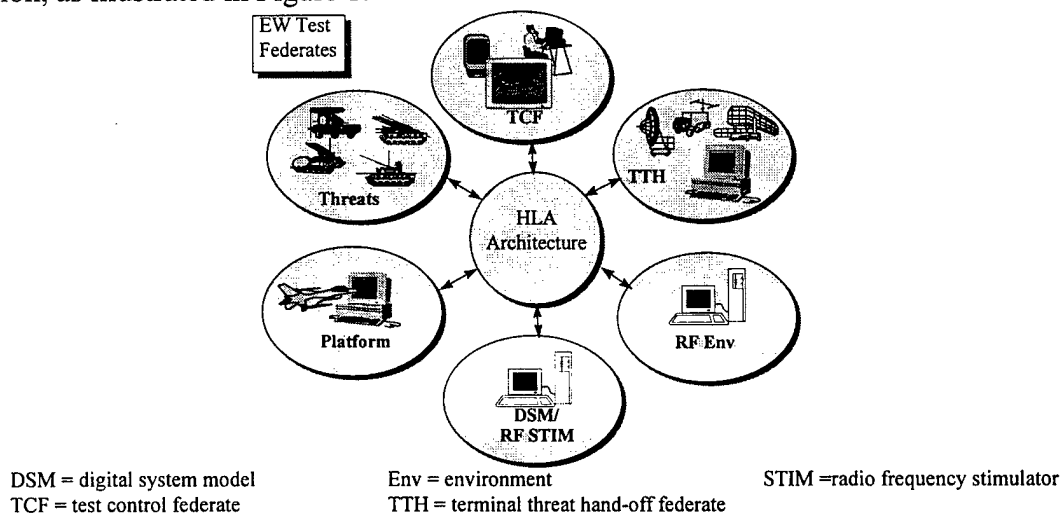 ion, as illustrated in Figure
EW Test
Federates
TCF
Threats
TTH
HLA
Architecture
Platform
RF Env
DSM/
RF STIM
DSM = digital system model
Env = environment
STIM =radio frequency stimulator
TCF = test control federate
TTH = terminal threat hand-off federate